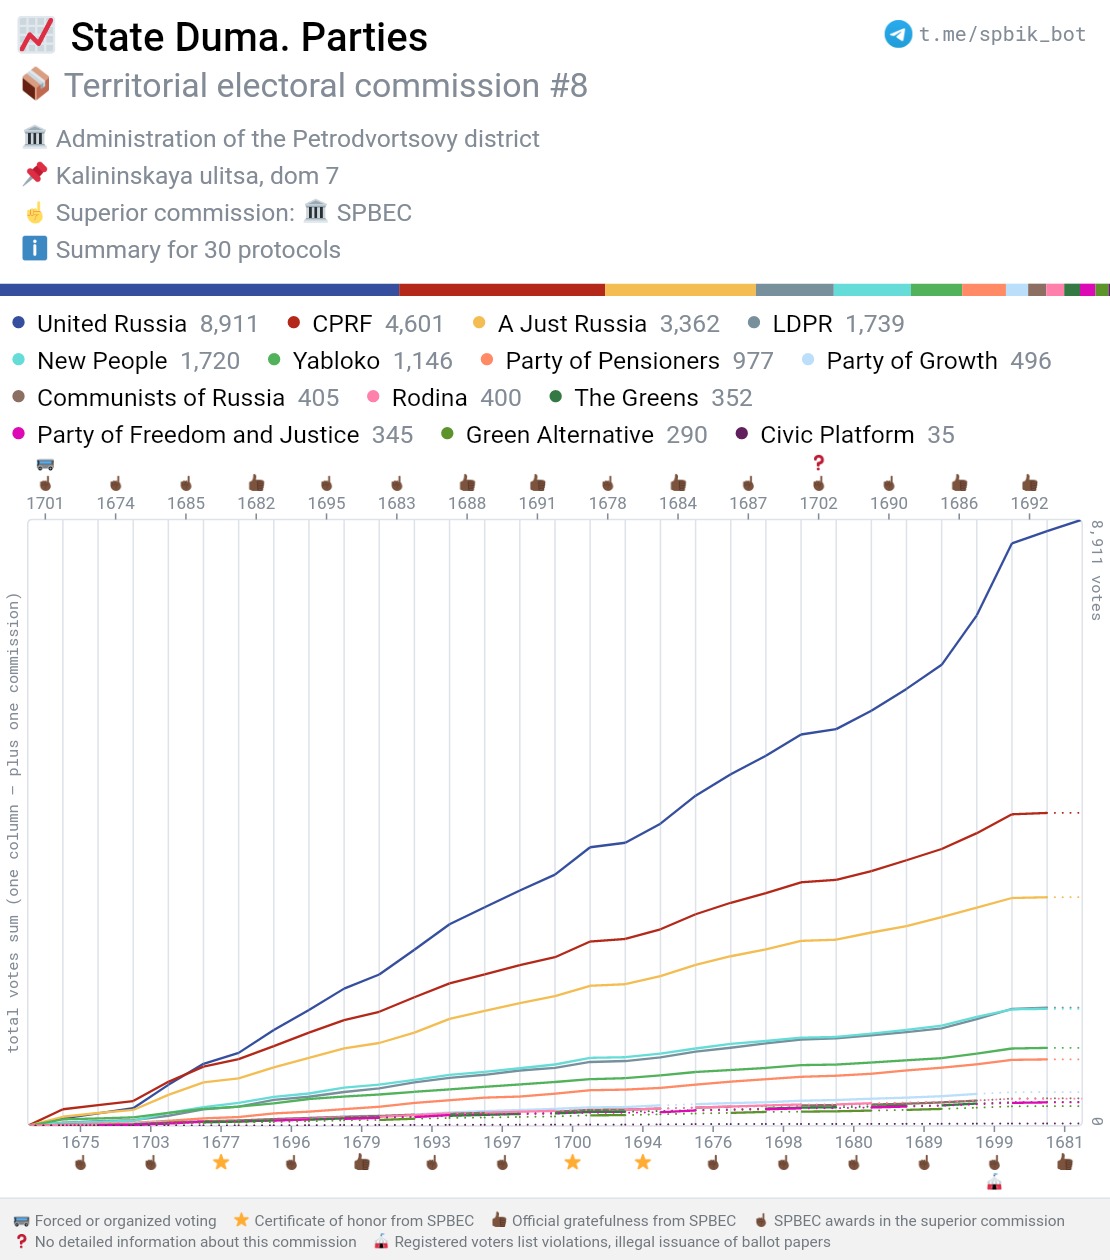 State Duma. Parties
t.me/spbik_bot
Territorial electoral commission #8
Administration of the Petrodvortsovy district
Kalininskaya ulitsa, dom 7
Superior commission: SPBEC
Summary for 30 protocols
United Russia 8,911 CPRF 4,601 A Just Russia 3,362 LDPR 1,739
New People 1,720 Yabloko 1,146 Party of Pensioners 977 Party of Growth 496
Communists of Russia 405 Rodina 400 The Greens 352
Party of Freedom and Justice 345 Green Alternative 290 Civic Platform 35
1701 1674 1685 1682 1695 1683 1688 1691 1678 1684 1687 1702 1690 1686 1692
8,911 votes
total votes sum (one column – plus one commission)
0
1675 1703 1677 1696 1679 1693 1697 1700 1694 1676 1698 1680 1689 1699 1681
Forced or organized voting Certificate of honor from SPBEC Official gratefulness from SPBEC SPBEC awards in the superior commission
No detailed information about this commission Registered voters list violations, illegal issuance of ballot papers